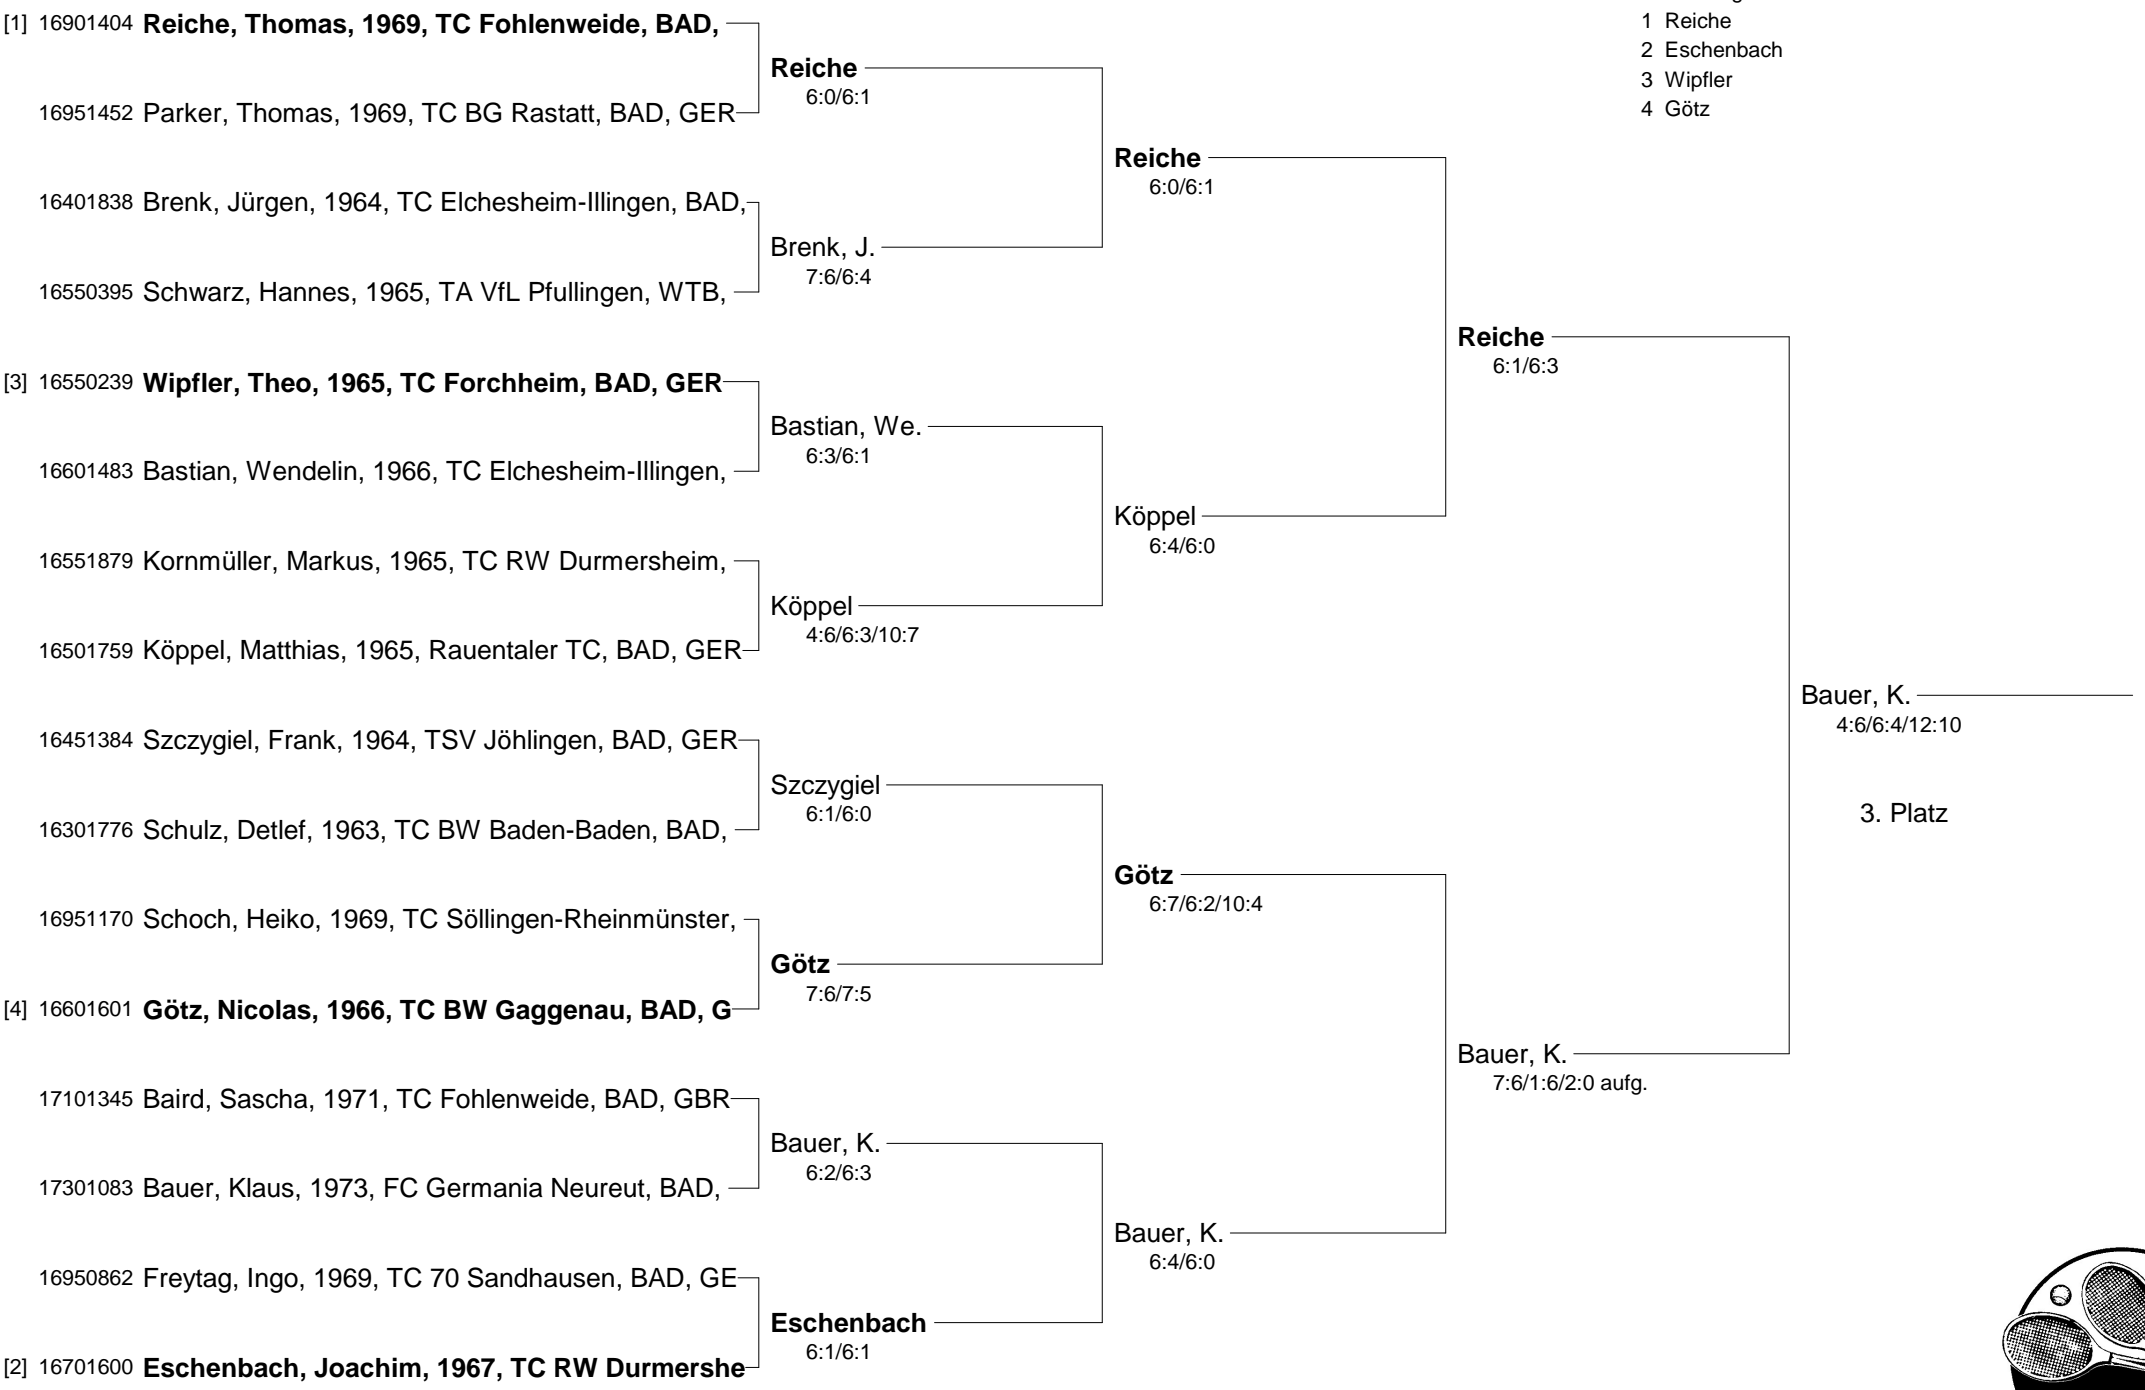 [1] 16901404 Reiche, Thomas, 1969, TC Fohlenweide, BAD,
1 Reiche
2 Eschenbach
Reiche
3 Wipfler
6:0/6:1
16951452 Parker, Thomas, 1969, TC BG Rastatt, BAD, GER
4 Götz
Reiche
6:0/6:1
16401838 Brenk, Jürgen, 1964, TC Elchesheim-Illingen, BAD,
Brenk, J.
7:6/6:4
16550395 Schwarz, Hannes, 1965, TA VfL Pfullingen, WTB,
Reiche
6:1/6:3
[3] 16550239 Wipfler, Theo, 1965, TC Forchheim, BAD, GER
Bastian, We.
6:3/6:1
16601483 Bastian, Wendelin, 1966, TC Elchesheim-Illingen,
Köppel
6:4/6:0
16551879 Kornmüller, Markus, 1965, TC RW Durmersheim,
Köppel
4:6/6:3/10:7
16501759 Köppel, Matthias, 1965, Rauentaler TC, BAD, GER
Bauer, K.
4:6/6:4/12:10
16451384 Szczygiel, Frank, 1964, TSV Jöhlingen, BAD, GER
Szczygiel
6:1/6:0
3. Platz
16301776 Schulz, Detlef, 1963, TC BW Baden-Baden, BAD,
Götz
6:7/6:2/10:4
16951170 Schoch, Heiko, 1969, TC Söllingen-Rheinmünster,
Götz
7:6/7:5
[4] 16601601 Götz, Nicolas, 1966, TC BW Gaggenau, BAD, G
Bauer, K.
7:6/1:6/2:0 aufg.
17101345 Baird, Sascha, 1971, TC Fohlenweide, BAD, GBR
Bauer, K.
6:2/6:3
17301083 Bauer, Klaus, 1973, FC Germania Neureut, BAD,
Bauer, K.
6:4/6:0
16950862 Freytag, Ingo, 1969, TC 70 Sandhausen, BAD, GE
Eschenbach
6:1/6:1
[2] 16701600 Eschenbach, Joachim, 1967, TC RW Durmershe